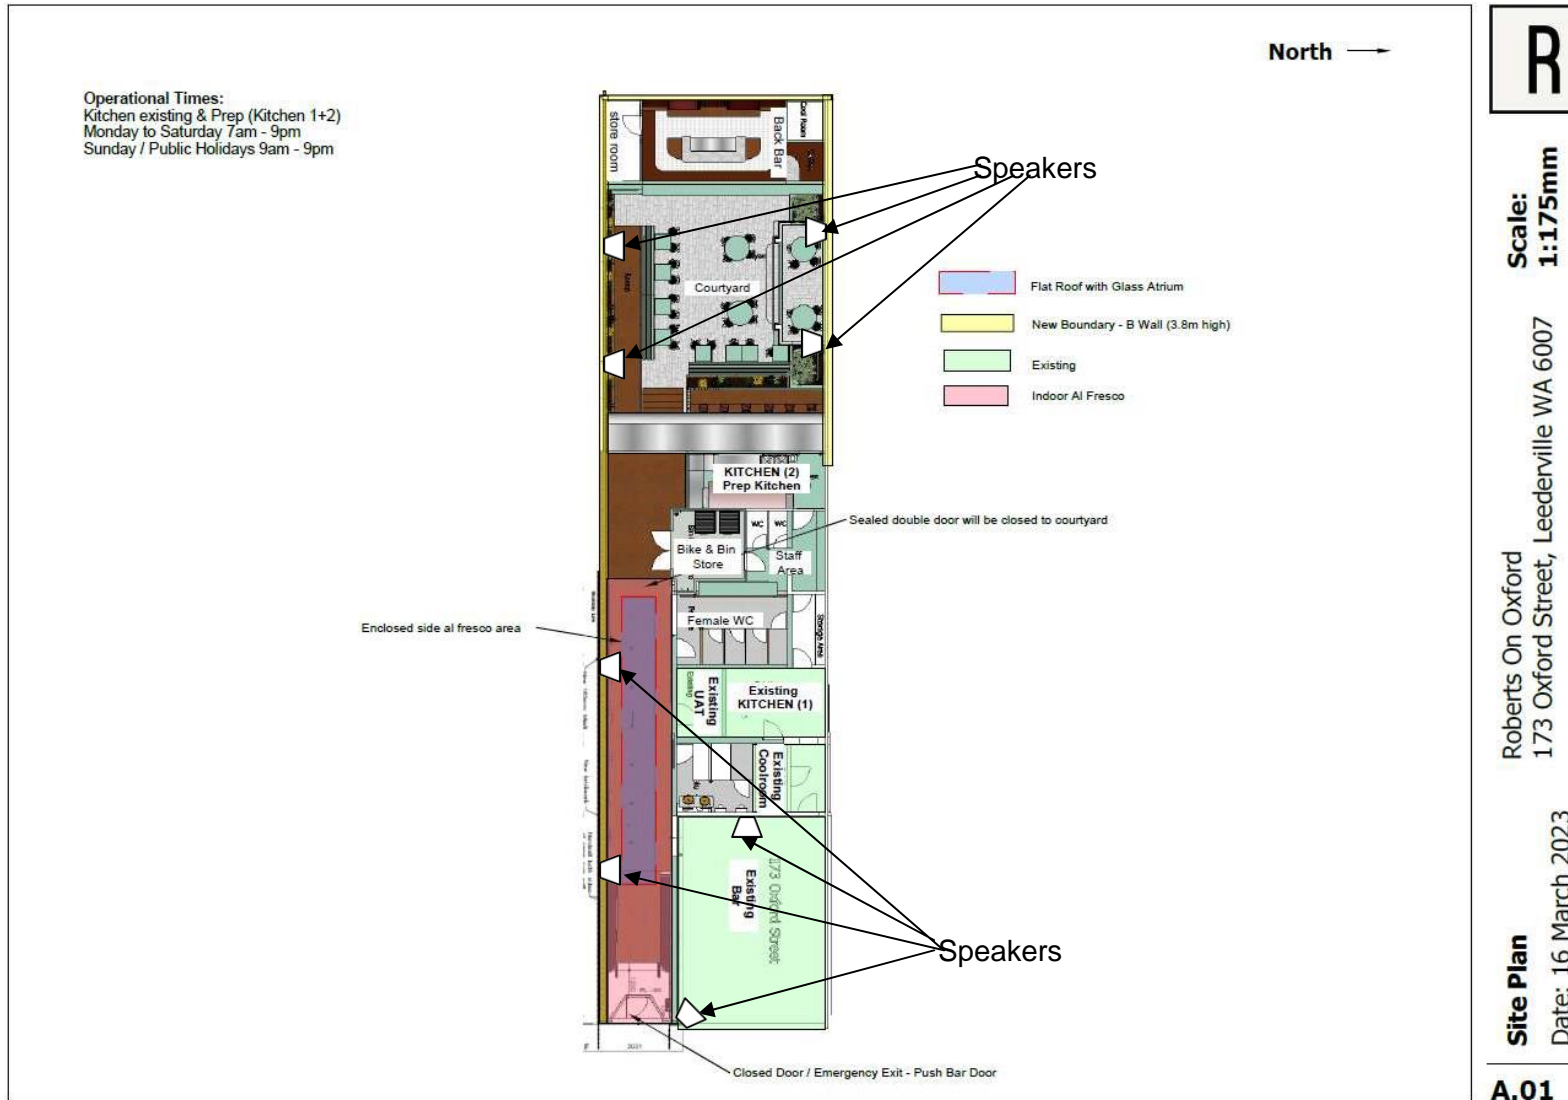 North
R
Operational Times:
Kitchen existing & Prep (Kitchen 1+2)
Monday to Saturday 7am - 9pm
Sunday / Public Holidays 9am - 9pm
store room
Back Bar
Cool Room
Speakers
Ramp
Courtyard
Flat Roof with Glass Atrium
New Boundary - B Wall (3.8m high)
Existing
Indoor Al Fresco
KITCHEN (2)
Prep Kitchen
Sealed double door will be closed to courtyard
WC
WC
Bike & Bin
Store
Staff
Area
Enclosed side al fresco area
Female WC
Storage Area
Existing
Existing
UAT
Existing
KITCHEN (1)
Existing
Coolroom
Existing
Bar
173 Oxford Street
Speakers
Closed Door / Emergency Exit - Push Bar Door
Scale:
1:175mm
Roberts On Oxford
173 Oxford Street, Leederville WA 6007
Site Plan
Date: 16 March 2023
A.01